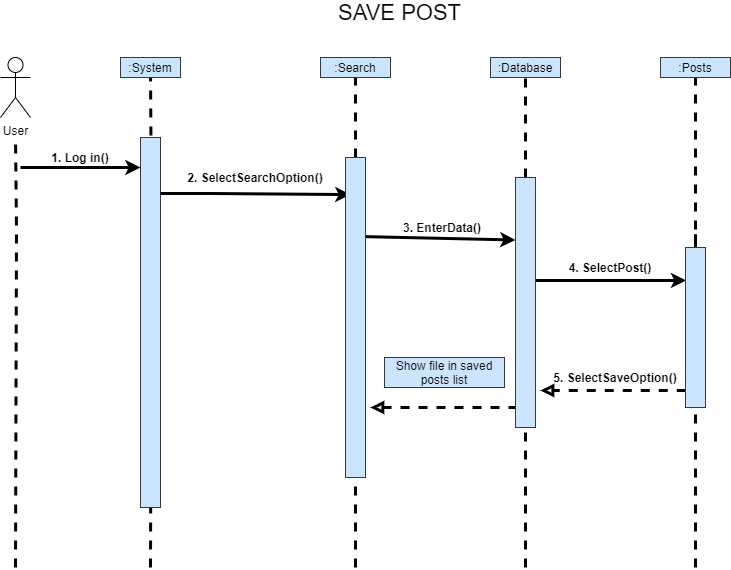 SAVE POST
:System
:Search
:Database
:Posts
User
1. Log in()
2. SelectSearchOption()
3. EnterData()
4. SelectPost()
Show file in saved
posts list
5. SelectSaveOption()